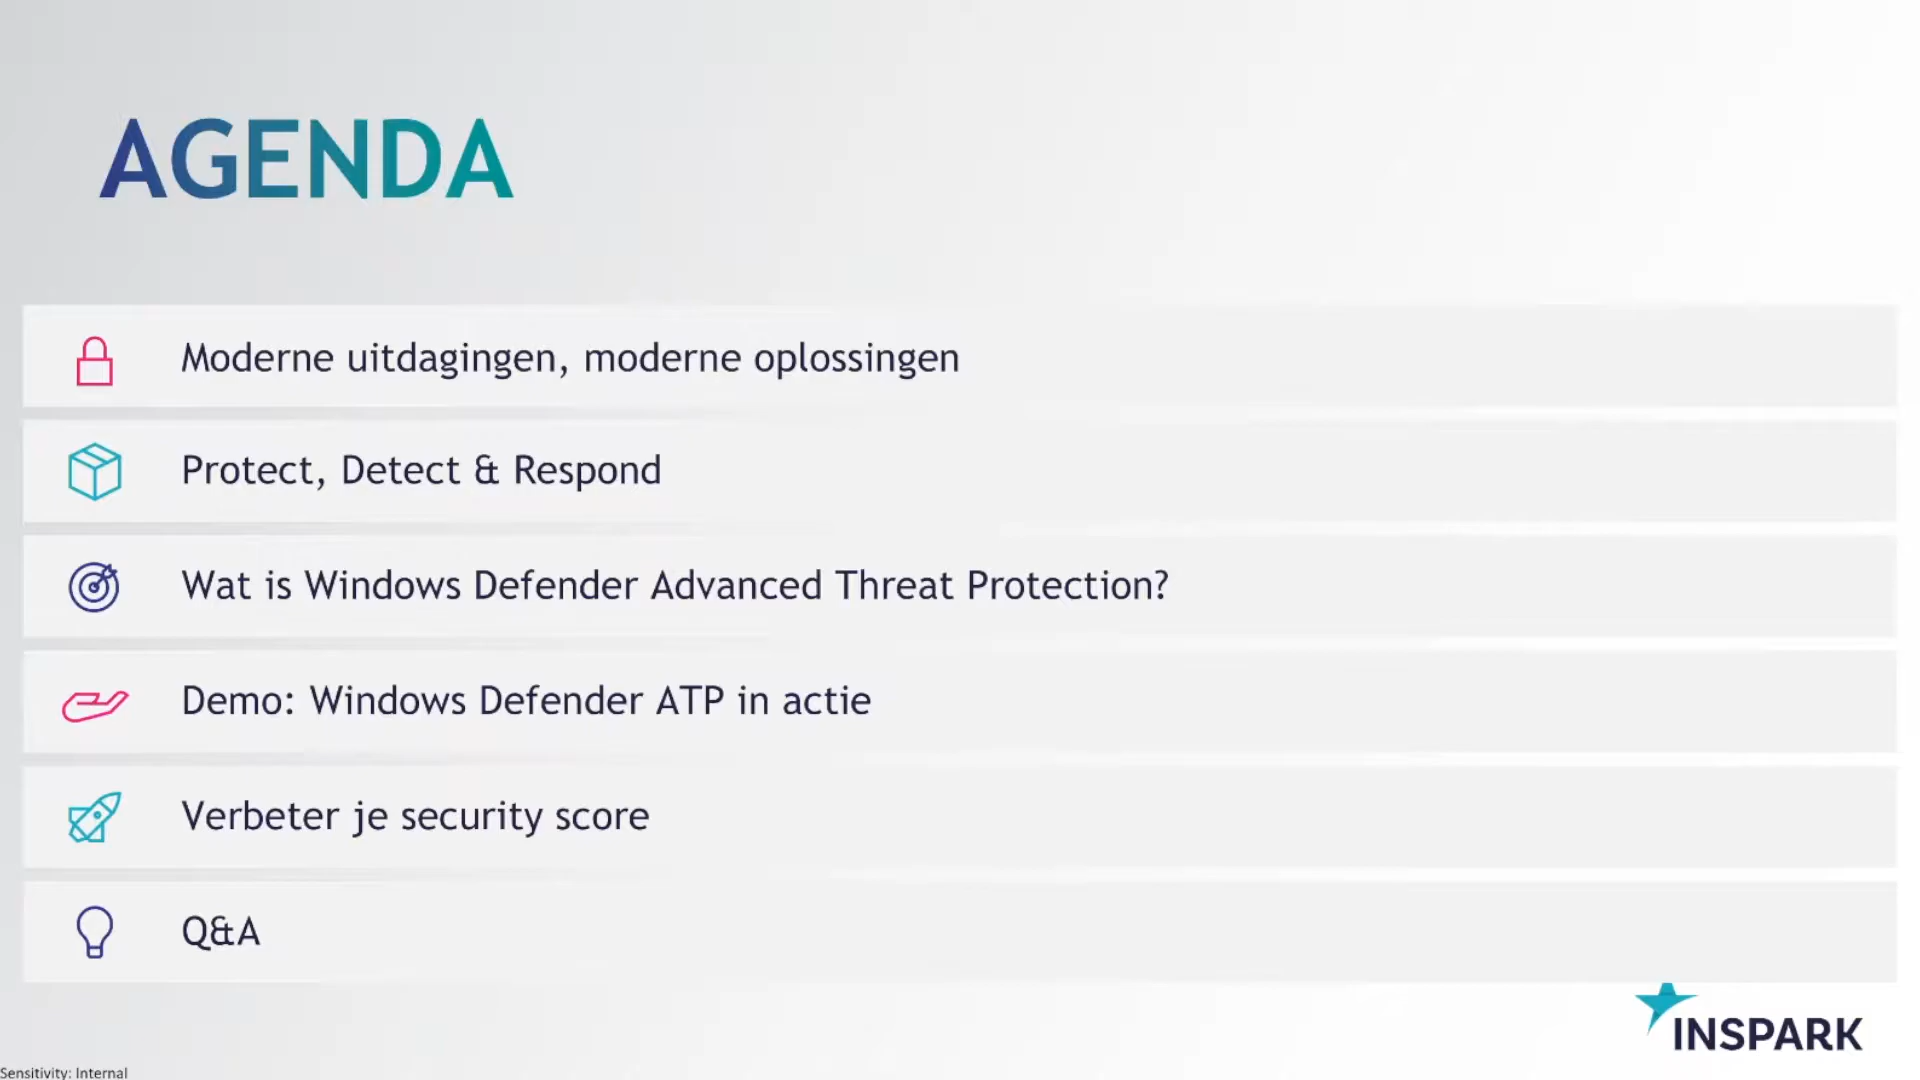 AGENDA
Moderne uitdagingen, moderne oplossingen
Protect, Detect & Respond
Wat is Windows Defender Advanced Threat Protection?
Demo: Windows Defender ATP in actie
Verbeter je security score
Q&A
INSPARK
Sensitivity: Internal